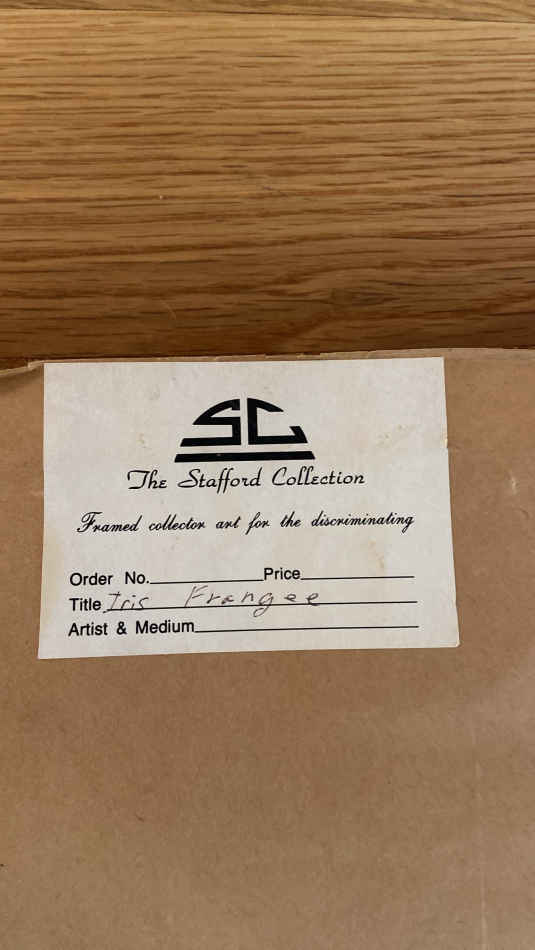 SC
The Stafford Collection
Framed collector art for the discriminating
Order No. Price
Title Iris Frangee
Artist & Medium